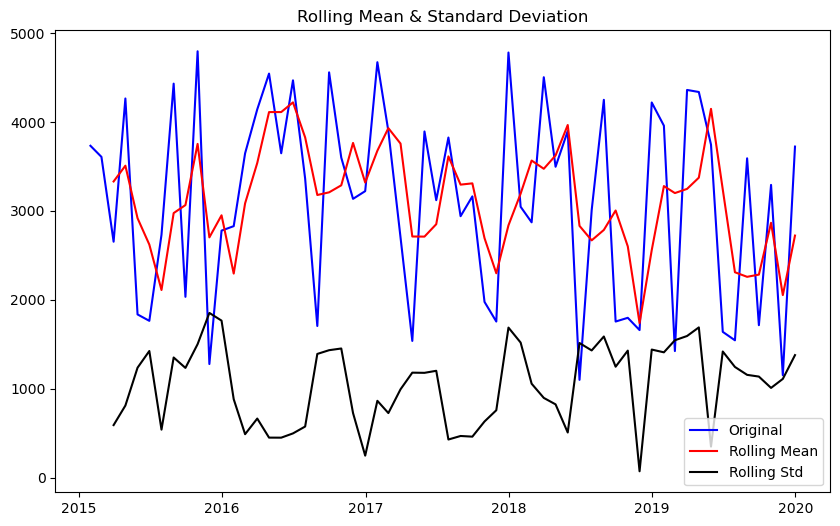 Rolling Mean & Standard Deviation
5000
4000
3000
2000
1000
0
2015 2016 2017 2018 2019 2020
Original
Rolling Mean
Rolling Std